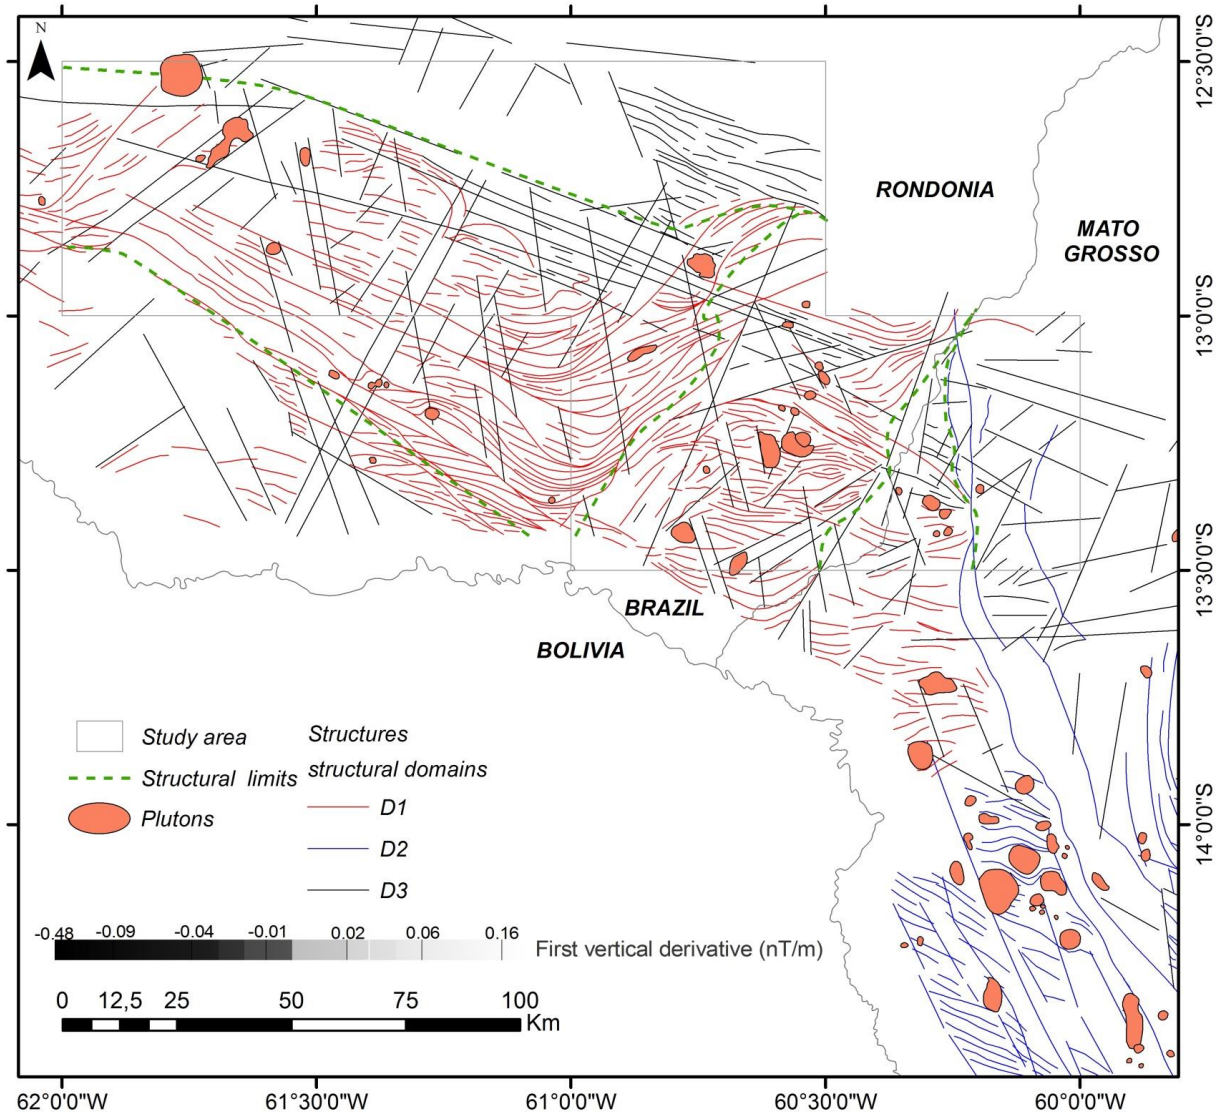 N
12°30'0"S
RONDONIA
MATO
GROSSO
13°0'0"S
13°30'0"S
BRAZIL
BOLIVIA
Study area
Structural limits
Plutons
Structures
structural domains
D1
D2
D3
14°0'0"S
-0.48 -0.09 -0.04 -0.01 0.02 0.06 0.16
First vertical derivative (nT/m)
0 12,5 25 50 75 100
Km
62°0'0"W 61°30'0"W 61°0'0"W 60°30'0"W 60°0'0"W